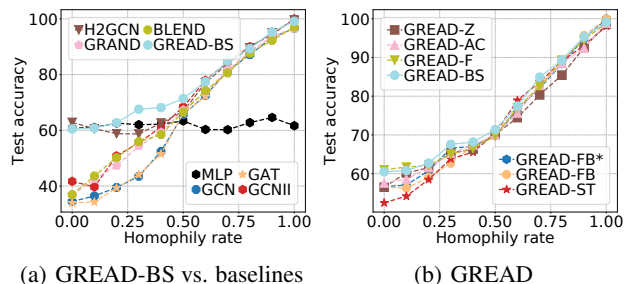 H2GCN
GRAND
BLEND
GREAD-BS
MLP
GCN
GAT
GCNII
Test accuracy
100
80
60
40
0.00 0.25 0.50 0.75 1.00
Homophily rate
(a) GREAD-BS vs. baselines
GREAD-Z
GREAD-AC
GREAD-F
GREAD-BS
GREAD-FB*
GREAD-FB
GREAD-ST
Test accuracy
100
90
80
70
60
0.00 0.25 0.50 0.75 1.00
Homophily rate
(b) GREAD